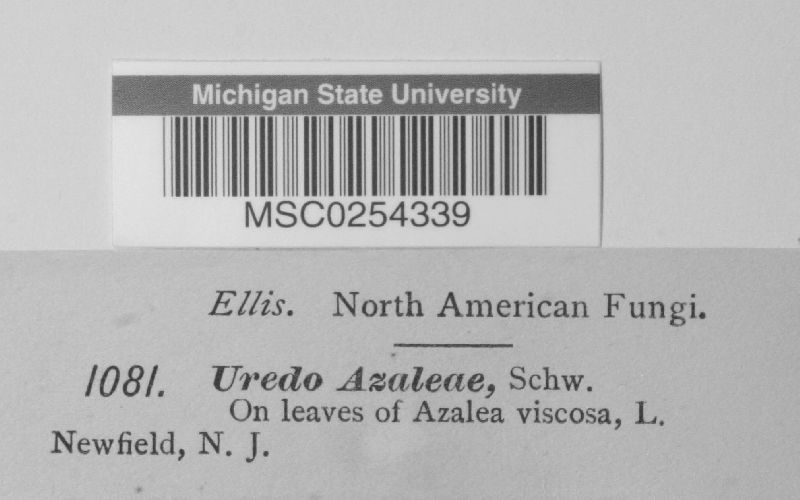 Michigan State University
MSC0254339
Ellis. North American Fungi.
1081. Uredo Azaleae, Schw.
On leaves of Azalea viscosa, L.
Newfield, N. J.